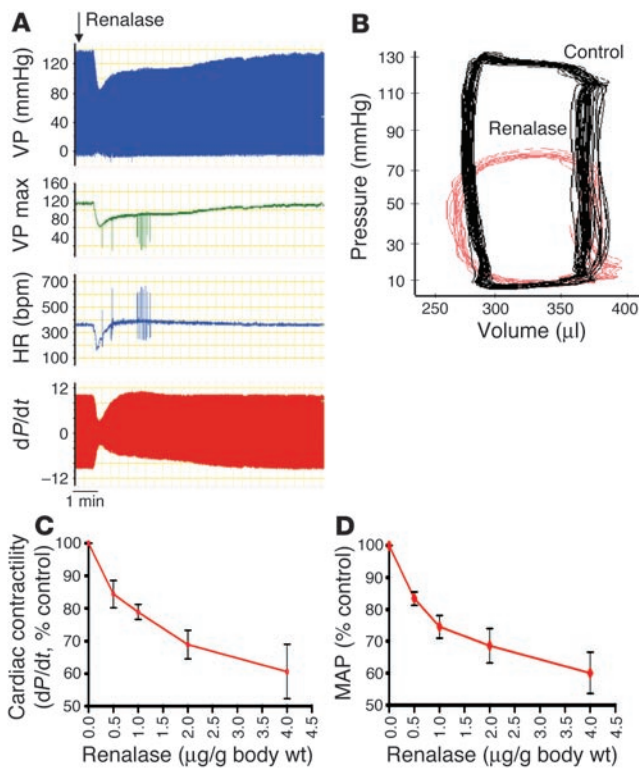 A
Renalase
VP (mmHg)
120
80
40
0
VP max
160
120
80
40
HR (bpm)
700
500
300
100
dP/dt
12
0
–12
1 min
B
Control
Renalase
Pressure (mmHg)
130
110
90
70
50
30
10
250 300 350 400
Volume (μl)
C
Cardiac contractility
(dP/dt, % control)
100
90
80
70
60
50
0.0 0.5 1.0 1.5 2.0 2.5 3.0 3.5 4.0 4.5
Renalase (μg/g body wt)
D
MAP (% control)
100
90
80
70
60
50
0.0 0.5 1.0 1.5 2.0 2.5 3.0 3.5 4.0 4.5
Renalase (μg/g body wt)